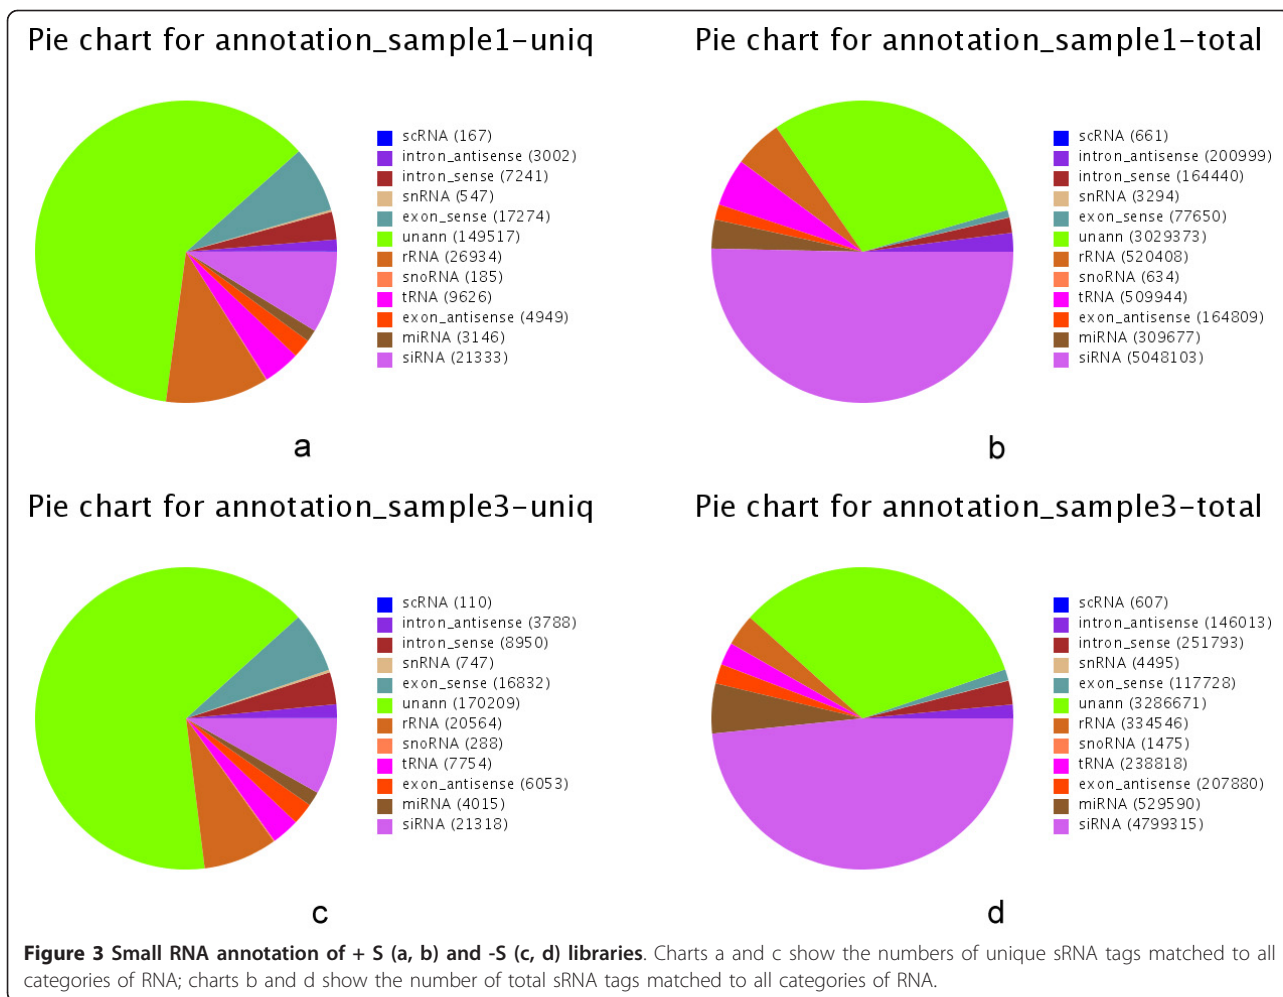 Pie chart for annotation_sample1-uniq
scRNA (167)
intron_antisense (3002)
intron_sense (7241)
snRNA (547)
exon_sense (17274)
unann (149517)
rRNA (26934)
snoRNA (185)
tRNA (9626)
exon_antisense (4949)
miRNA (3146)
siRNA (21333)
a
Pie chart for annotation_sample1-total
scRNA (661)
intron_antisense (200999)
intron_sense (164440)
snRNA (3294)
exon_sense (77650)
unann (3029373)
rRNA (520408)
snoRNA (634)
tRNA (509944)
exon_antisense (164809)
miRNA (309677)
siRNA (5048103)
b
Pie chart for annotation_sample3-uniq
scRNA (110)
intron_antisense (3788)
intron_sense (8950)
snRNA (747)
exon_sense (16832)
unann (170209)
rRNA (20564)
snoRNA (288)
tRNA (7754)
exon_antisense (6053)
miRNA (4015)
siRNA (21318)
c
Pie chart for annotation_sample3-total
scRNA (607)
intron_antisense (146013)
intron_sense (251793)
snRNA (4495)
exon_sense (117728)
unann (3286671)
rRNA (334546)
snoRNA (1475)
tRNA (238818)
exon_antisense (207880)
miRNA (529590)
siRNA (4799315)
d
Figure 3 Small RNA annotation of + S (a, b) and -S (c, d) libraries. Charts a and c show the numbers of unique sRNA tags matched to all
categories of RNA; charts b and d show the number of total sRNA tags matched to all categories of RNA.